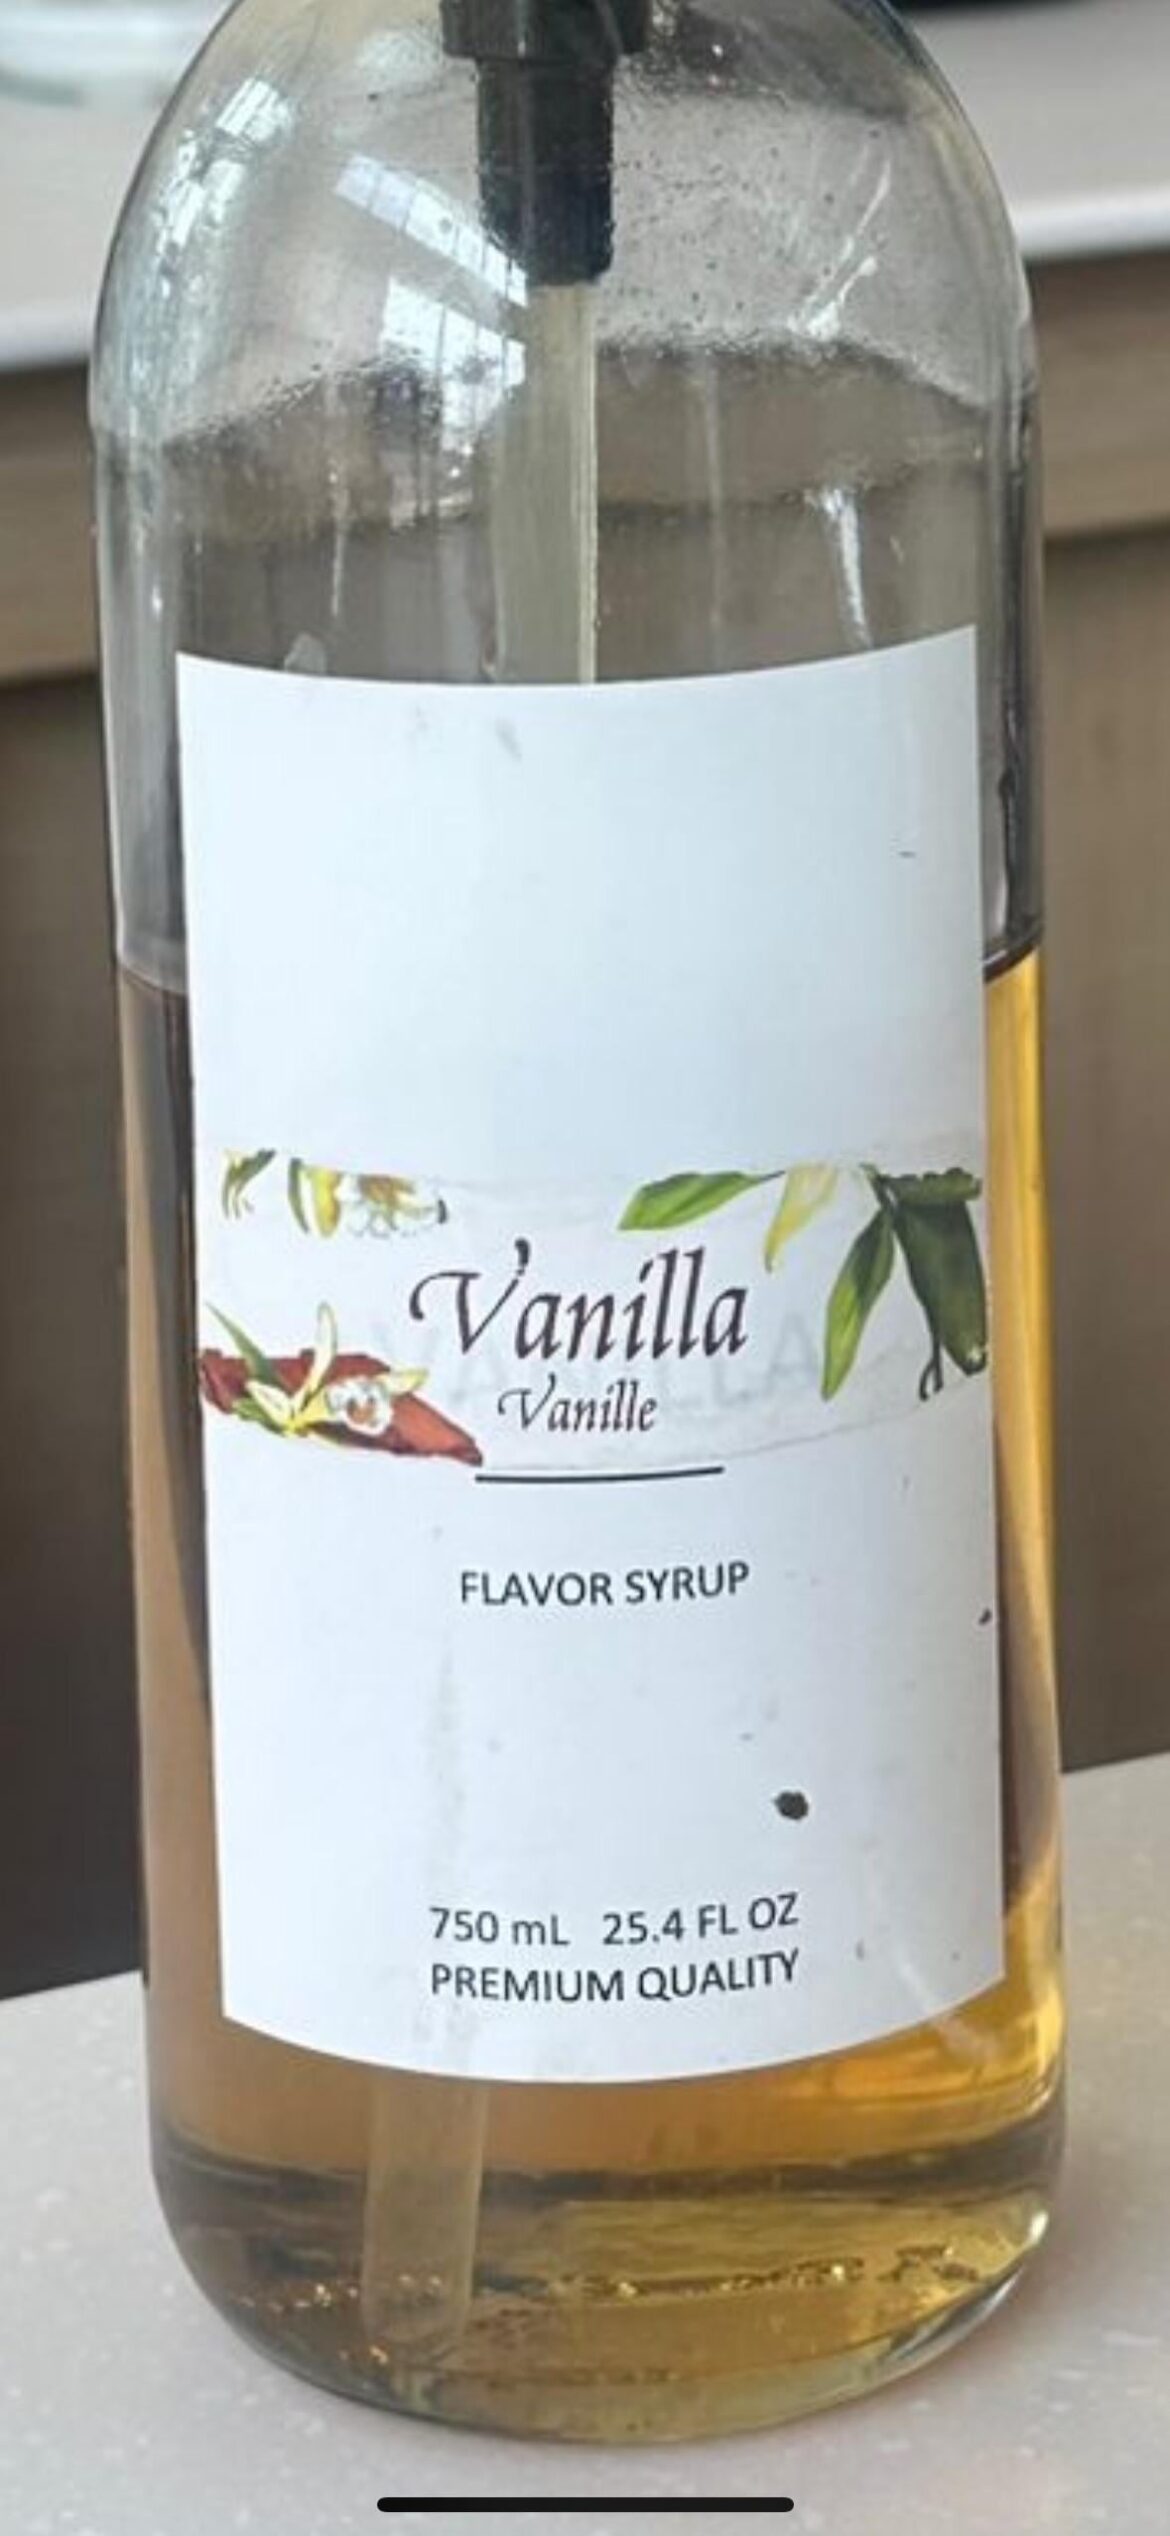 Vanilla
Vanille
FLAVOR SYRUP
750 mL 25.4 FL OZ
PREMIUM QUALITY